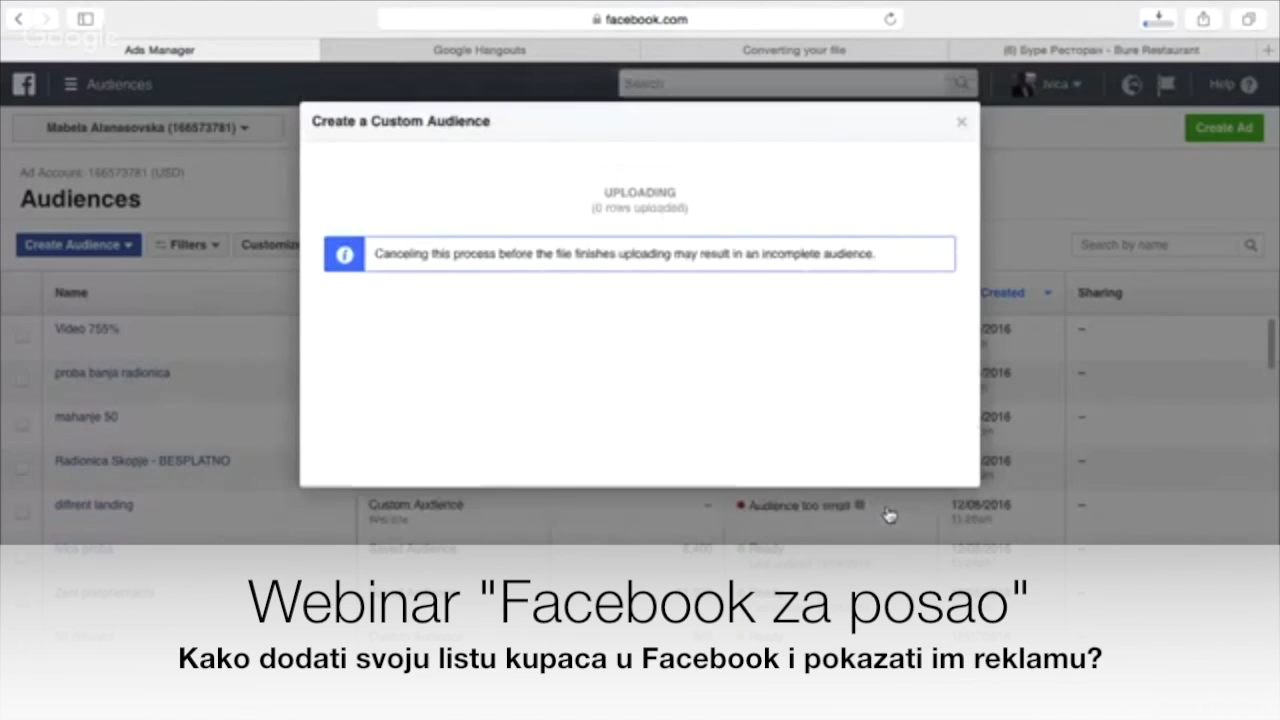 facebook.com
Google
Ads Manager
Google Hangouts
Converting your file
(6) Буре Ресторан - Bure Restaurant
Audiences
Search
Ivica
Help
Mabela Atanasovska (166573781)
Create a Custom Audience
Create Ad
Ad Account: 166573781 (USD)
Audiences
UPLOADING
(0 rows uploaded)
Create Audience
Filters
Customize
Canceling this process before the file finishes uploading may result in an incomplete audience.
Search by name
Name
Created
Sharing
Video 755%
/2016
–
proba banja radionica
/2016
–
mahanje 50
/2016
–
Radionica Skopje - BESPLATNO
/2016
–
difrent landing
Custom Audience
–
Audience too small
12/08/2016
–
Saved Audience
Ready
Webinar "Facebook za posao"
Kako dodati svoju listu kupaca u Facebook i pokazati im reklamu?